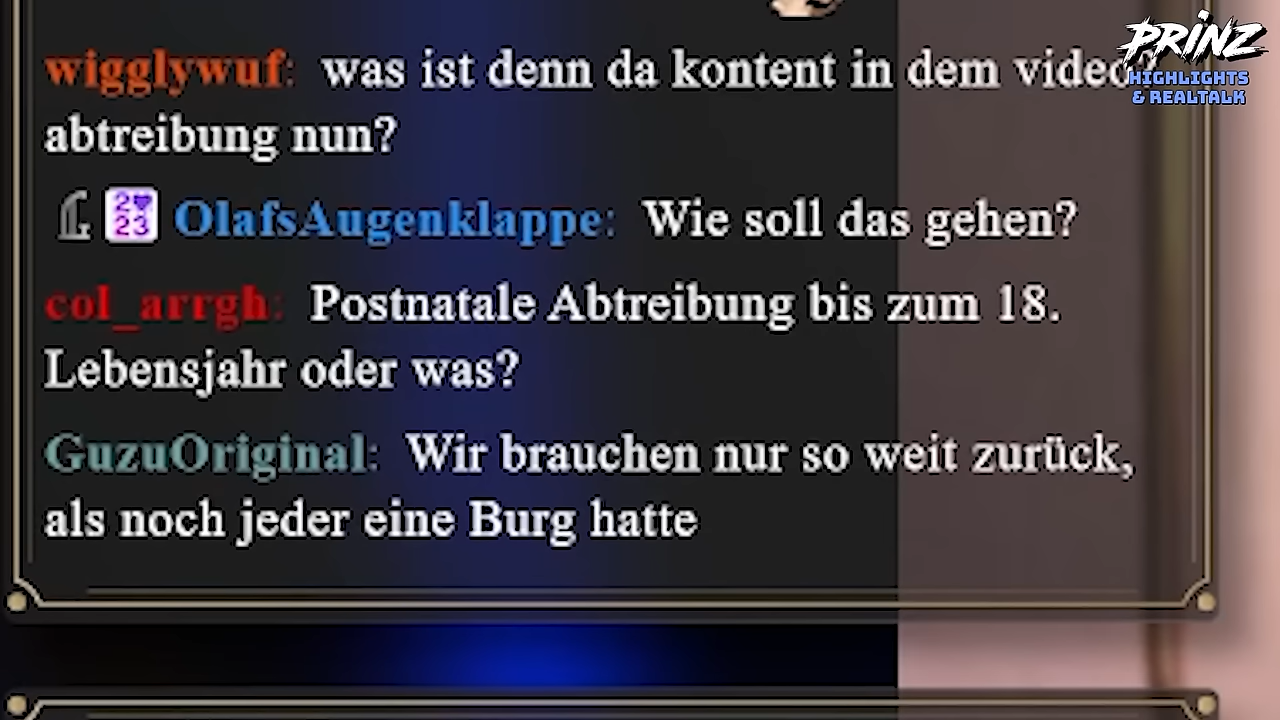 wigglywuf: was ist denn da kontent in dem video,
abtreibung nun?
2♥
23
OlafsAugenklappe: Wie soll das gehen?
col_arrgh: Postnatale Abtreibung bis zum 18.
Lebensjahr oder was?
GuzuOriginal: Wir brauchen nur so weit zurück,
als noch jeder eine Burg hatte
PRINZ
HIGHLIGHTS
& REALTALK